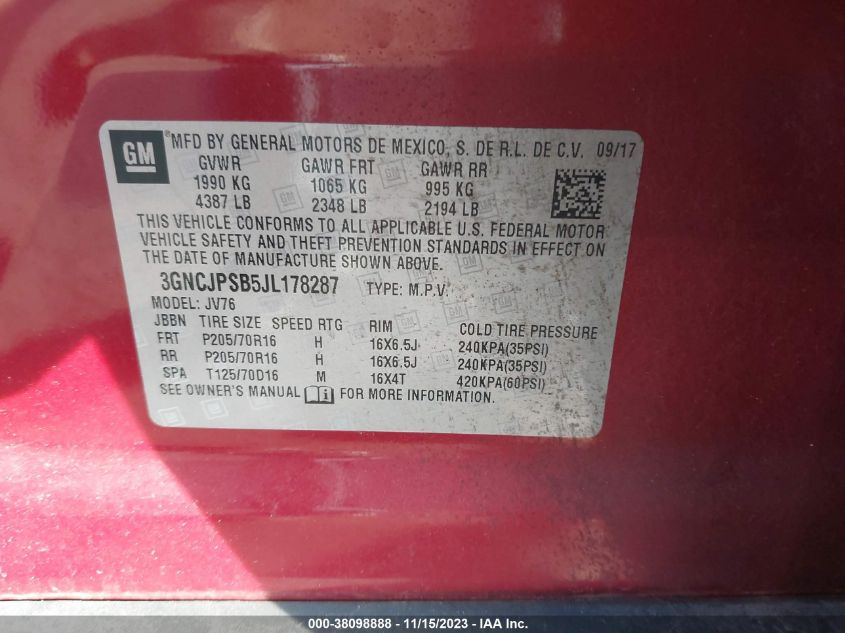 GM ® MFD BY GENERAL MOTORS DE MEXICO, S. DE R.L. DE C.V. 09/17
GVWR GAWR FRT GAWR RR
1990 KG 1065 KG 995 KG
4387 LB 2348 LB 2194 LB
THIS VEHICLE CONFORMS TO ALL APPLICABLE U.S. FEDERAL MOTOR
VEHICLE SAFETY AND THEFT PREVENTION STANDARDS IN EFFECT ON
THE DATE OF MANUFACTURE SHOWN ABOVE.
3GNCJPSB5JL178287 TYPE: M.P.V.
MODEL: JV76
JBBN TIRE SIZE SPEED RTG RIM COLD TIRE PRESSURE
FRT P205/70R16 H 16X6.5J 240KPA(35PSI)
RR P205/70R16 H 16X6.5J 240KPA(35PSI)
SPA T125/70D16 M 16X4T 420KPA(60PSI)
SEE OWNER'S MANUAL FOR MORE INFORMATION.
000-38098888 - 11/15/2023 - IAA Inc.